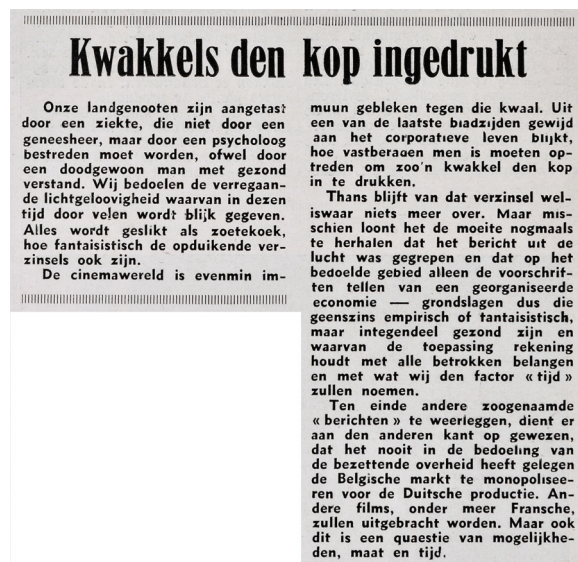 Kwakkels den kop ingedrukt
Onze landgenooten zijn aangetast
door een ziekte, die niet door een
geneesheer, maar door een psycholoog
bestreden moet worden, ofwel door
een doodgewoon man met gezond
verstand. Wij bedoelen de verregaan-
de lichtgeloovigheid waarvan in dezen
tijd door velen wordt blijk gegeven.
Alles wordt geslikt als zoetekoek,
hoe fantaisistisch de opduikende ver-
zinsels ook zijn.
De cinemawereld is evenmin im-
muun gebleken tegen die kwaal. Uit
een van de laatste bladzijden gewijd
aan het corporatieve leven blijkt,
hoe vastberaden men is moeten op-
treden om zoo'n kwakkel den kop
in te drukken.
Thans blijft van dat verzinsel wel-
iswaar niets meer over. Maar mis-
schien loont het de moeite nogmaals
te herhalen dat het bericht uit de
lucht was gegrepen en dat op het
bedoelde gebied alleen de voorschrif-
ten tellen van een georganiseerde
economie — grondslagen dus die
geenszins empirisch of fantaisistisch,
maar integendeel gezond zijn en
waarvan de toepassing rekening
houdt met alle betrokken belangen
en met wat wij den factor « tijd »
zullen noemen.
Ten einde andere zoogenaamde
« berichten » te weerleggen, dient er
aan den anderen kant op gewezen,
dat het nooit in de bedoeling van
de bezettende overheid heeft gelegen
de Belgische markt te monopolisee-
ren voor de Duitsche productie. An-
dere films, onder meer Fransche,
zullen uitgebracht worden. Maar ook
dit is een quaestie van mogelijkhe-
den, maat en tijd.